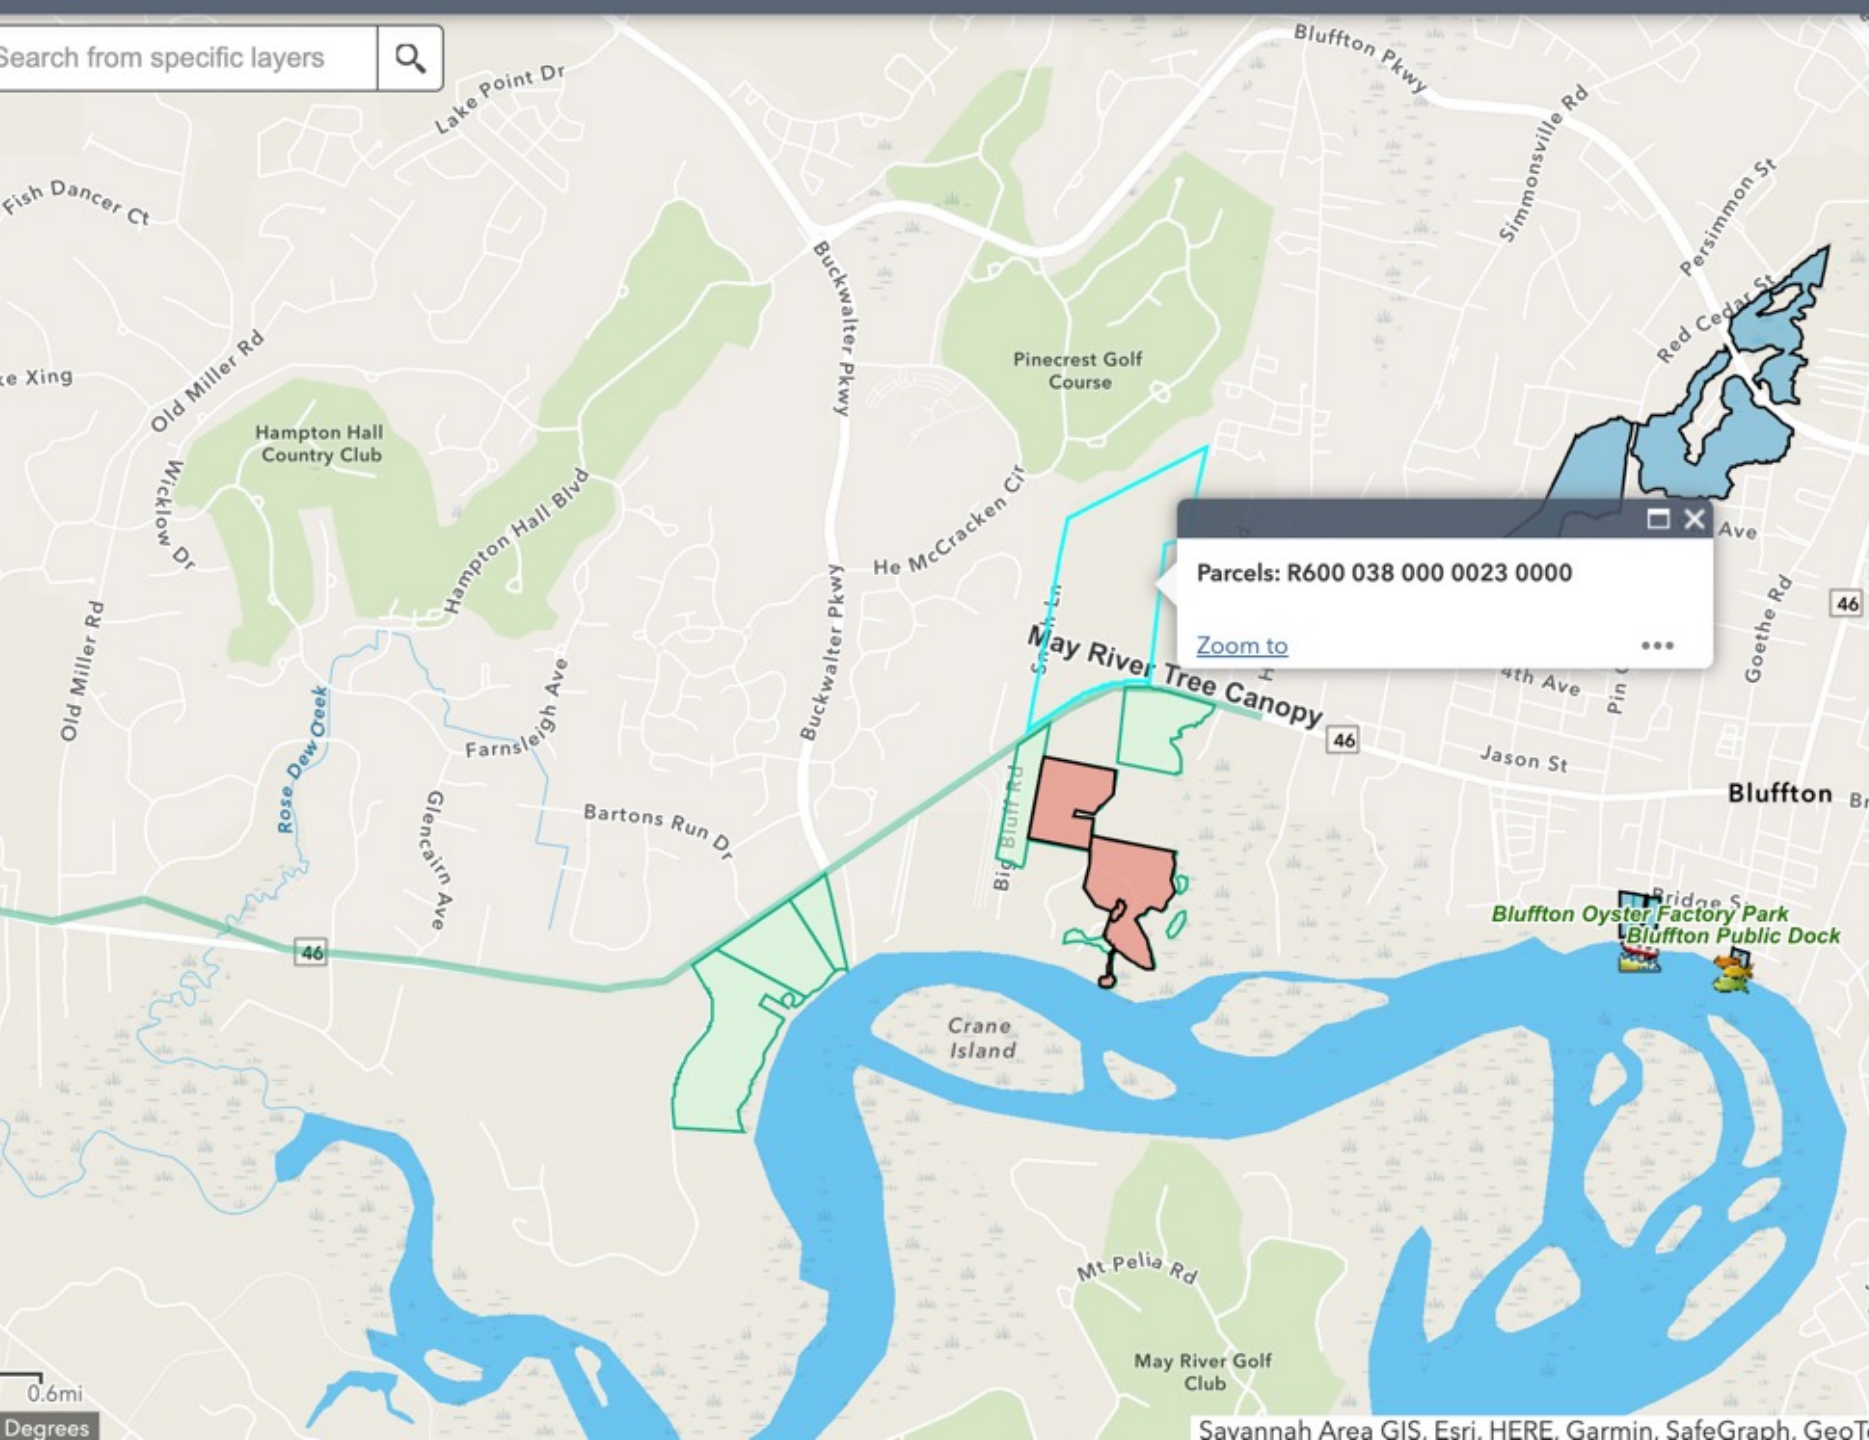 Search from specific layers
Lake Point Dr
Bluffton Pkwy
Simmonsville Rd
Fish Dancer Ct
Persimmon St
Buckwalter Pkwy
Red Cedar St
Old Miller Rd
Pinecrest Golf
Course
Xing
Hampton Hall
Country Club
Wicklow Dr
Hampton Hall Blvd
He McCracken Cir
Ave
Parcels: R600 038 000 0023 0000
Zoom to
46
Goethe Rd
Buckwalter Pkwy
Old Miller Rd
May River Tree Canopy
4th Ave
Pin
Farnsleigh Ave
Rose Dew Creek
46
Jason St
Bluffton
Br
Big Bluff Rd
Bartons Run Dr
Glencairn Ave
Bridge S
Bluffton Oyster Factory Park
Bluffton Public Dock
46
Crane
Island
Mt Pelia Rd
May River Golf
Club
0.6mi
Degrees
Savannah Area GIS, Esri, HERE, Garmin, SafeGraph, GeoT